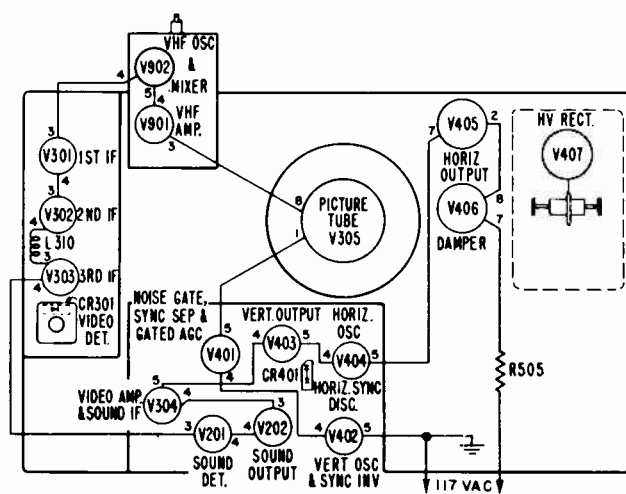 VHF OSC
&
MIXER
4
V902
5
4
V901
VHF
AMP.
3
3
V301
1ST IF
4
3
V302
2ND IF
4
L310
3
V303
3RD IF
4
CR301
VIDEO
DET.
8
PICTURE
TUBE
V305
1
7
V405
2
HORIZ
OUTPUT
V406
8
7
DAMPER
HV RECT.
V407
NOISE GATE,
SYNC SEP &
GATED AGC
5
V401
4
VERT. OUTPUT
4
V403
5
HORIZ.
OSC
4
V404
5
CR401
HORIZ. SYNC
DISC.
R505
VIDEO AMP
& SOUND IF
5
V304
4
3
V201
4
SOUND
DET.
3
4
V202
SOUND
OUTPUT
4
V402
5
VERT OSC
& SYNC INV
117 VAC